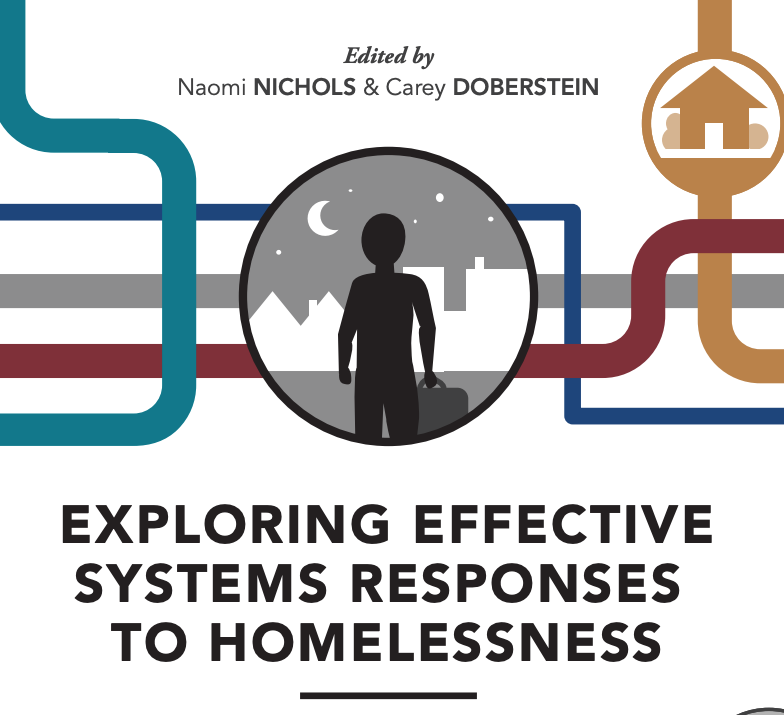 Edited by
Naomi NICHOLS & Carey DOBERSTEIN
EXPLORING EFFECTIVE
SYSTEMS RESPONSES
TO HOMELESSNESS